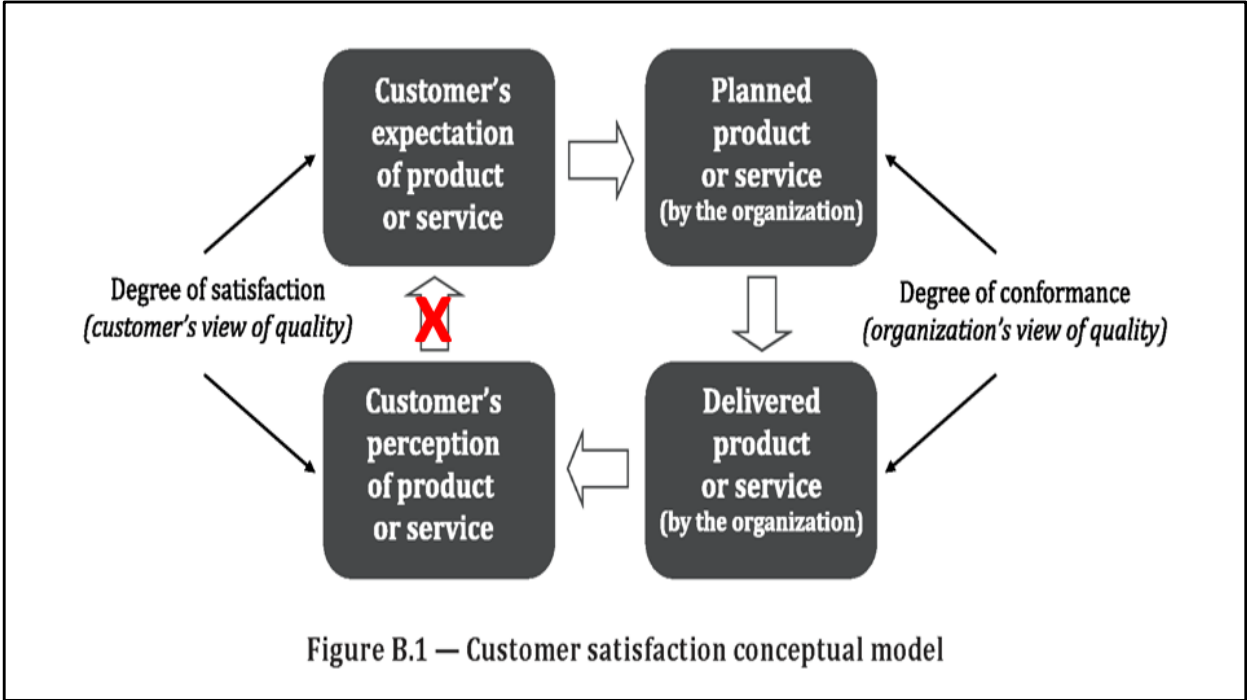 Customer's
expectation
of product
or service
Planned
product
or service
(by the organization)
Degree of satisfaction
(customer's view of quality)
X
Degree of conformance
(organization's view of quality)
Customer's
perception
of product
or service
Delivered
product
or service
(by the organization)
Figure B.1 — Customer satisfaction conceptual model